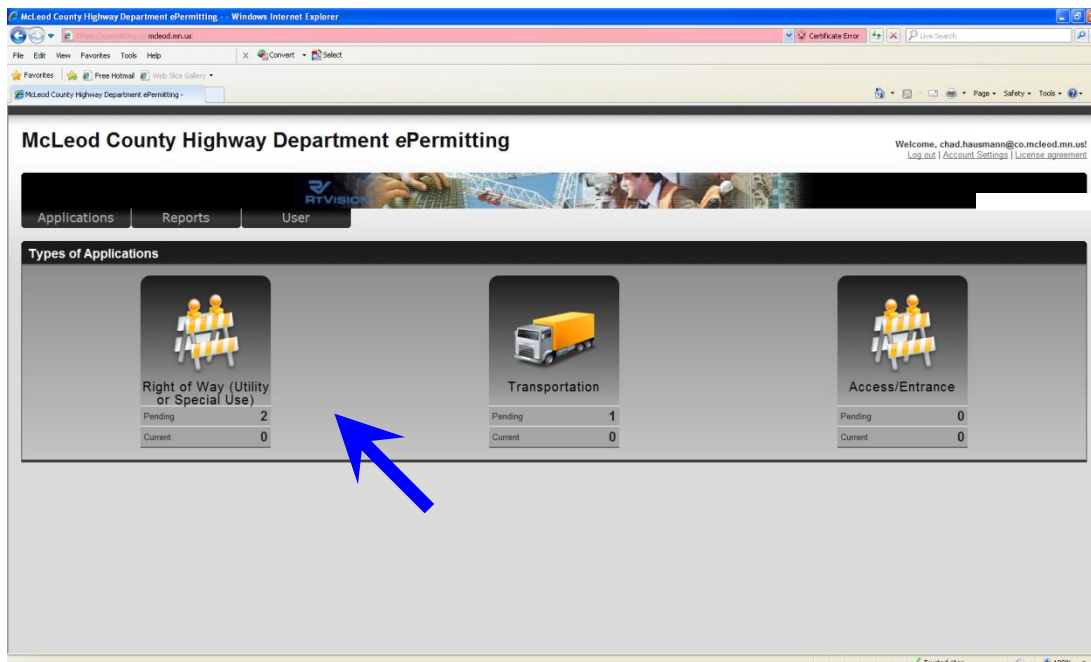 McLeod County Highway Department ePermitting - - Windows Internet Explorer
mcleod.mn.us
Certificate Error
Live Search
File Edit View Favorites Tools Help
x Convert Select
Favorites Free Hotmail Web Slice Gallery
McLeod County Highway Department ePermitting -
Page Safety Tools
McLeod County Highway Department ePermitting
Welcome, chad.hausmann@co.mcleod.mn.us!
Log out | Account Settings | License agreement
RTVISION
Applications Reports User
Types of Applications
Right of Way (Utility
or Special Use)
Pending 2
Current 0
Transportation
Pending 1
Current 0
Access/Entrance
Pending 0
Current 0